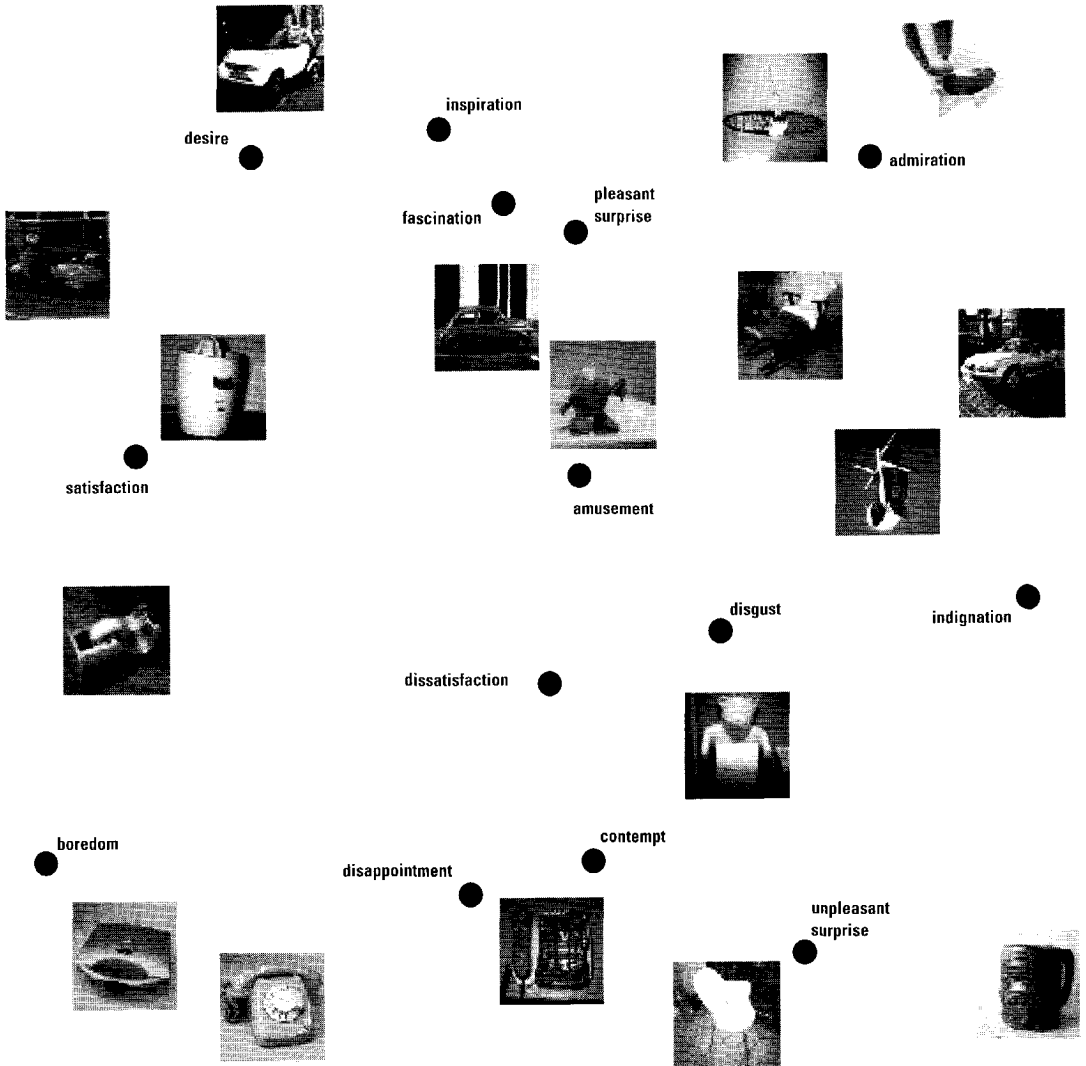 inspiration
desire
admiration
pleasant
surprise
fascination
satisfaction
amusement
disgust
indignation
dissatisfaction
boredom
contempt
disappointment
unpleasant
surprise